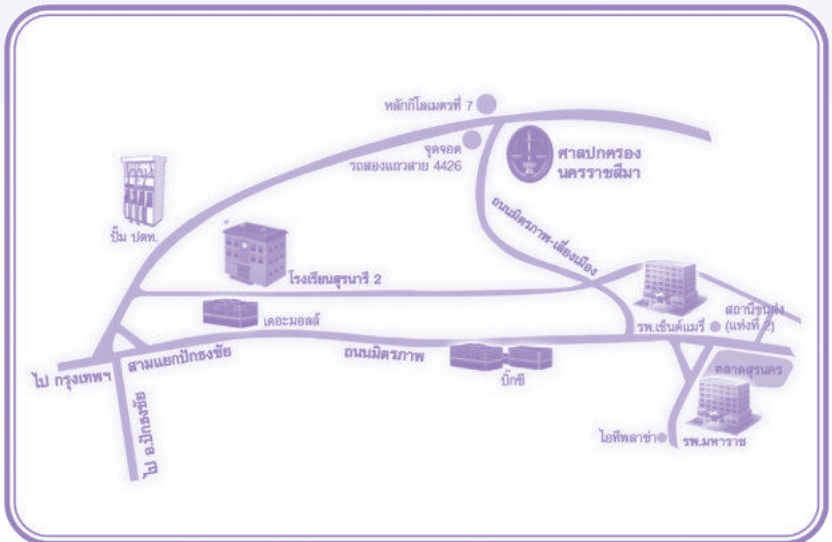 หลักกิโลเมตรที่ 7
จุดจอด
รถสองแถวสาย 4426
ศาลปกครอง
นครราชสีมา
ปั๊ม ปตท.
ถนนมิตรภาพ-เลี่ยงเมือง
โรงเรียนสุรนารี 2
เดอะมอลล์
รพ.เซ็นต์แมรี่
สถานีขนส่ง
(แห่งที่ 2)
ไป กรุงเทพฯ
สามแยกปักธงชัย
ถนนมิตรภาพ
บิ๊กซี
ตลาดสุรนคร
ไป อ.ปักธงชัย
ไอทีพลาซ่า
รพ.มหาราช